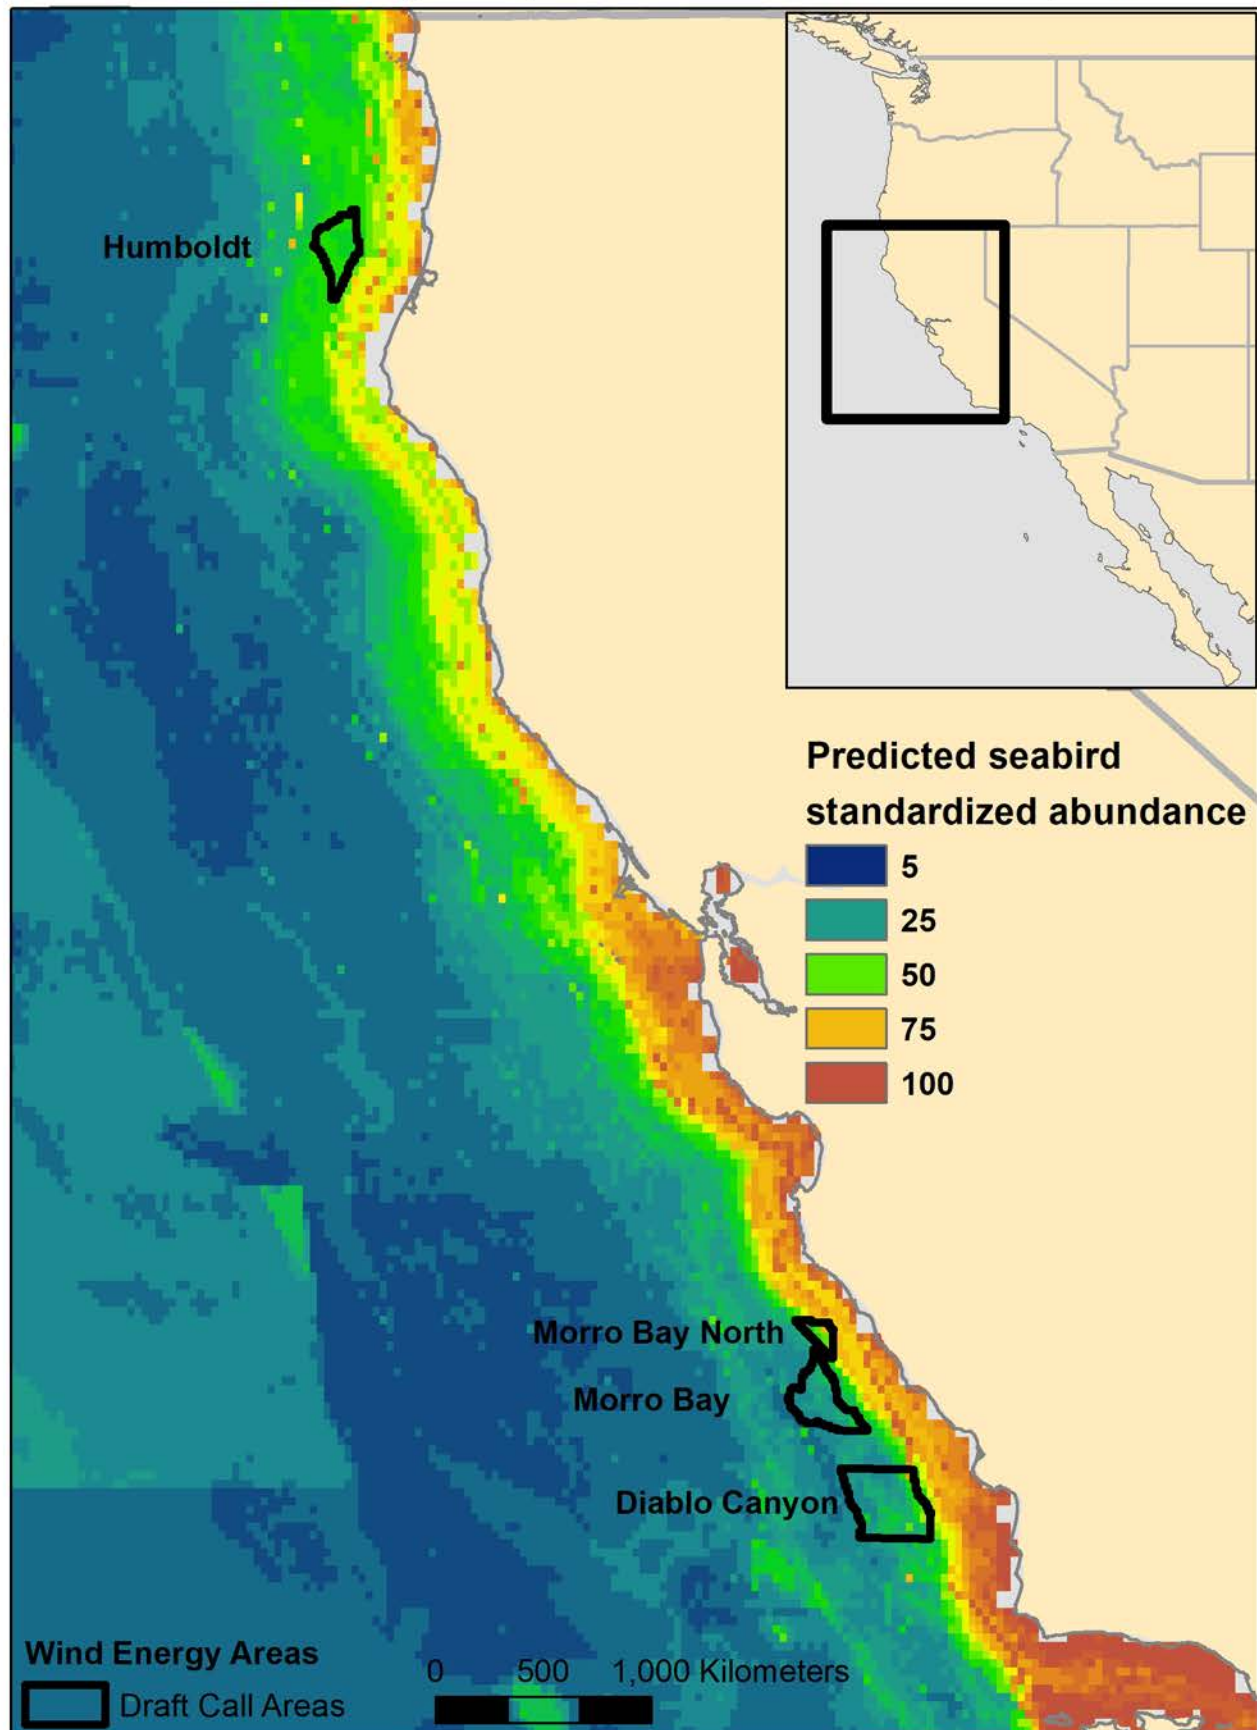 Humboldt
Predicted seabird
standardized abundance
5
25
50
75
100
Morro Bay North
Morro Bay
Diablo Canyon
Wind Energy Areas
Draft Call Areas
0 500 1,000 Kilometers